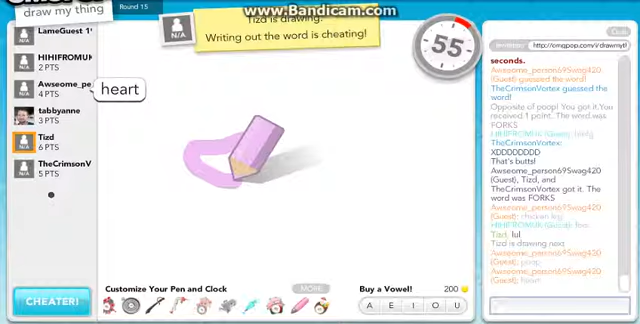 www.Bandicam.com
draw my thing
Round 15
Tizd is drawing.
Writing out the word is cheating!
55
N/A
LameGuest
N/A
HIHIFROMUK
2 PTS
N/A
Awseome_pe
4 PTS
heart
tabbyanne
3 PTS
N/A
Tizd
6 PTS
N/A
TheCrimsonV
5 PTS
N/A
CHEATER!
Customize Your Pen and Clock
MORE
Buy a Vowel!
200
A E I O U
seconds.
Awseome_person69Swag420
(Guest) guessed the word!
TheCrimsonVortex guessed the
word!
Opposite of poop! You got it.You
received 1 point. The word was
FORKS
TheCrimsonVortex:
XDDDDDDDD
That's butts!
Awseome_person69Swag420
(Guest), Tizd, and
TheCrimsonVortex got it. The
word was FORKS
Awseome_person69Swag420
(Guest): chicken leg
Tizd: lul
Tizd is drawing next
Awseome_person69Swag420
(Guest): poop
Awseome_person69Swag420
(Guest): heart